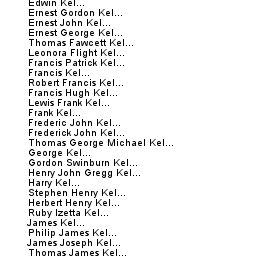 Edwin Kel...
Ernest Gordon Kel...
Ernest John Kel...
Ernest George Kel...
Thomas Fawcett Kel...
Leonora Flight Kel...
Francis Patrick Kel...
Francis Kel...
Robert Francis Kel...
Francis Hugh Kel...
Lewis Frank Kel...
Frank Kel...
Frederic John Kel...
Frederick John Kel...
Thomas George Michael Kel...
George Kel...
Gordon Swinburn Kel...
Henry John Gregg Kel...
Harry Kel...
Stephen Henry Kel...
Herbert Henry Kel...
Ruby Izetta Kel...
James Kel...
Philip James Kel...
James Joseph Kel...
Thomas James Kel...